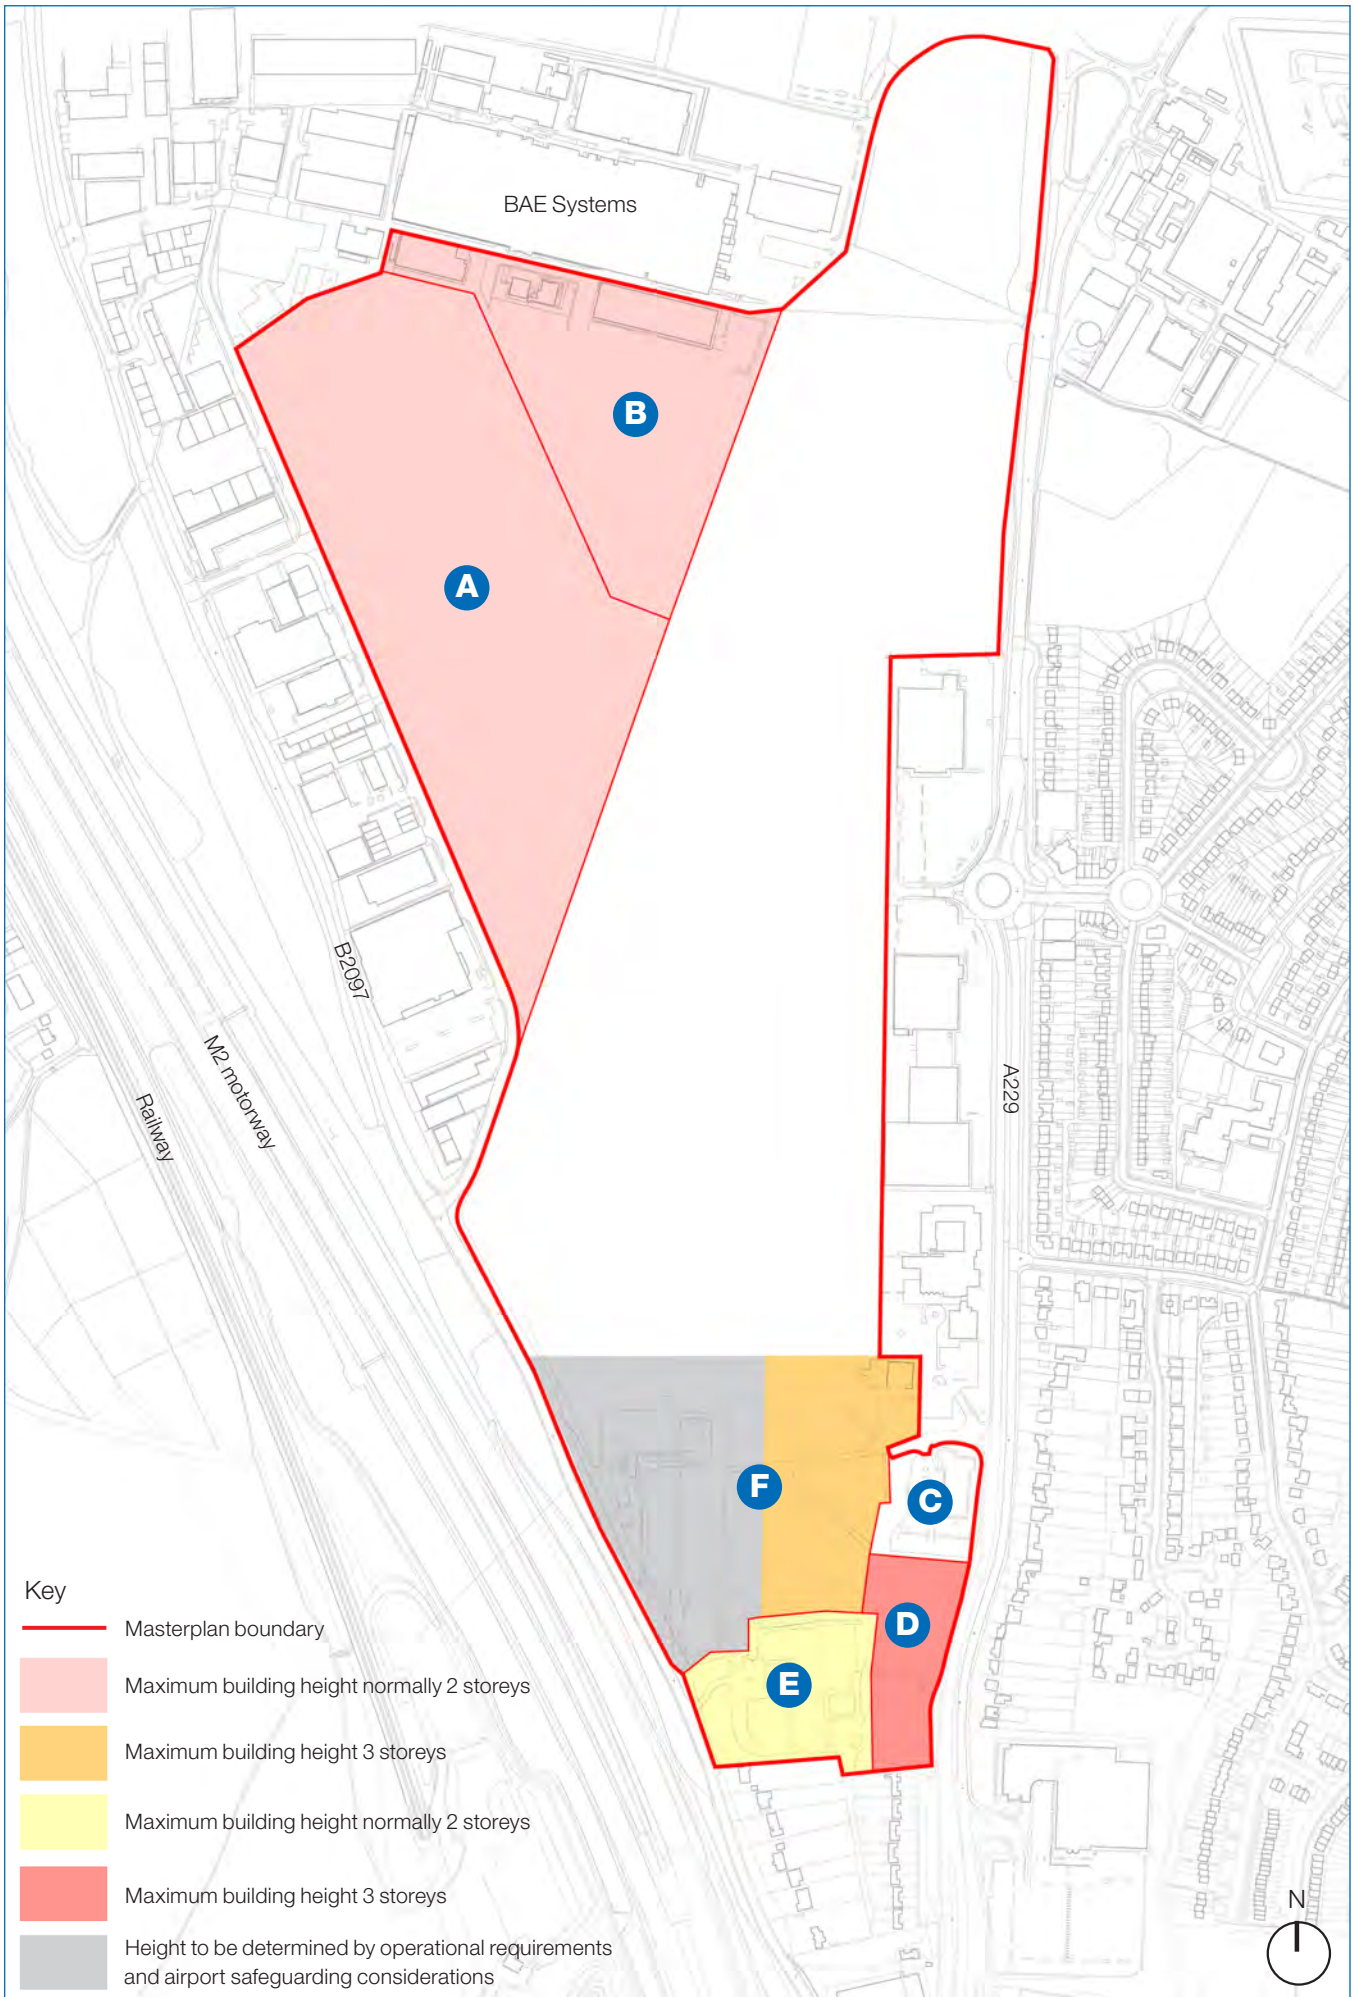 BAE Systems
B
A
B2097
M2 motorway
Railway
A229
F
C
D
E
Key
Masterplan boundary
Maximum building height normally 2 storeys
Maximum building height 3 storeys
Maximum building height normally 2 storeys
Maximum building height 3 storeys
Height to be determined by operational requirements
and airport safeguarding considerations
N